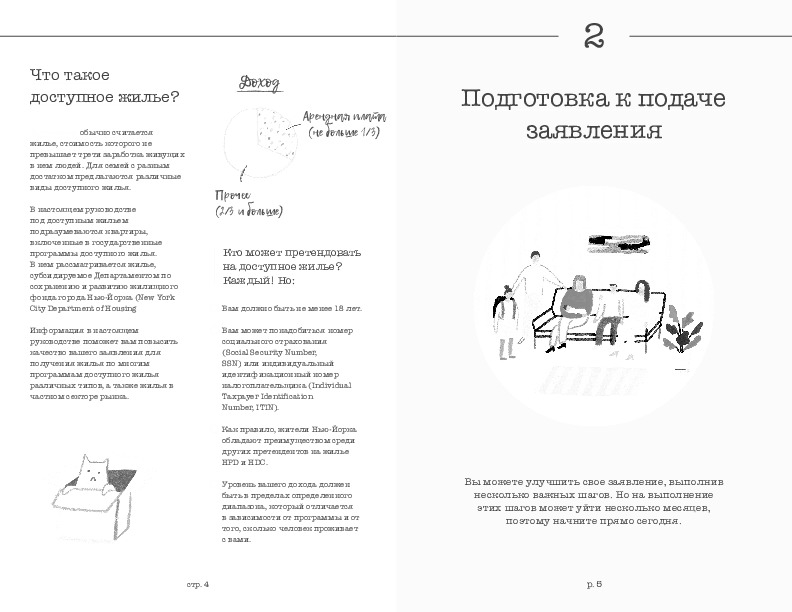 Что такое
доступное жилье?
обычно считается
жилье, стоимость которого не
превышает трети заработка живущих
в нем людей. Для семей с разным
достатком предлагаются различные
виды доступного жилья.
В настоящем руководстве
под доступным жильем
подразумеваются квартиры,
включенные в государственные
программы доступного жилья.
В нем рассматривается жилье,
субсидируемое Департаментом по
сохранению и развитию жилищного
фонда города Нью-Йорка (New York
City Department of Housing
Информация в настоящем
руководстве поможет вам повысить
качество вашего заявления для
получения жилья по многим
программам доступного жилья
различных типов, а также жилья в
частном секторе рынка.
Доход
Арендная плата
(не больше 1/3)
Прочее
(2/3 и больше)
Кто может претендовать
на доступное жилье?
Каждый! Но:
Вам должно быть не менее 18 лет.
Вам может понадобиться номер
социального страхования
(Social Security Number,
SSN) или индивидуальный
идентификационный номер
налогоплательщика (Individual
Taxpayer Identification
Number, ITIN).
Как правило, жители Нью-Йорка
обладают преимуществом среди
других претендентов на жилье
HPD и HDC.
Уровень вашего дохода должен
быть в пределах определенного
диапазона, который отличается
в зависимости от программы и от
того, сколько человек проживает
с вами.
стр. 4
2
Подготовка к подаче
заявления
Вы можете улучшить свое заявление, выполнив
несколько важных шагов. Но на выполнение
этих шагов может уйти несколько месяцев,
поэтому начните прямо сегодня.
p. 5